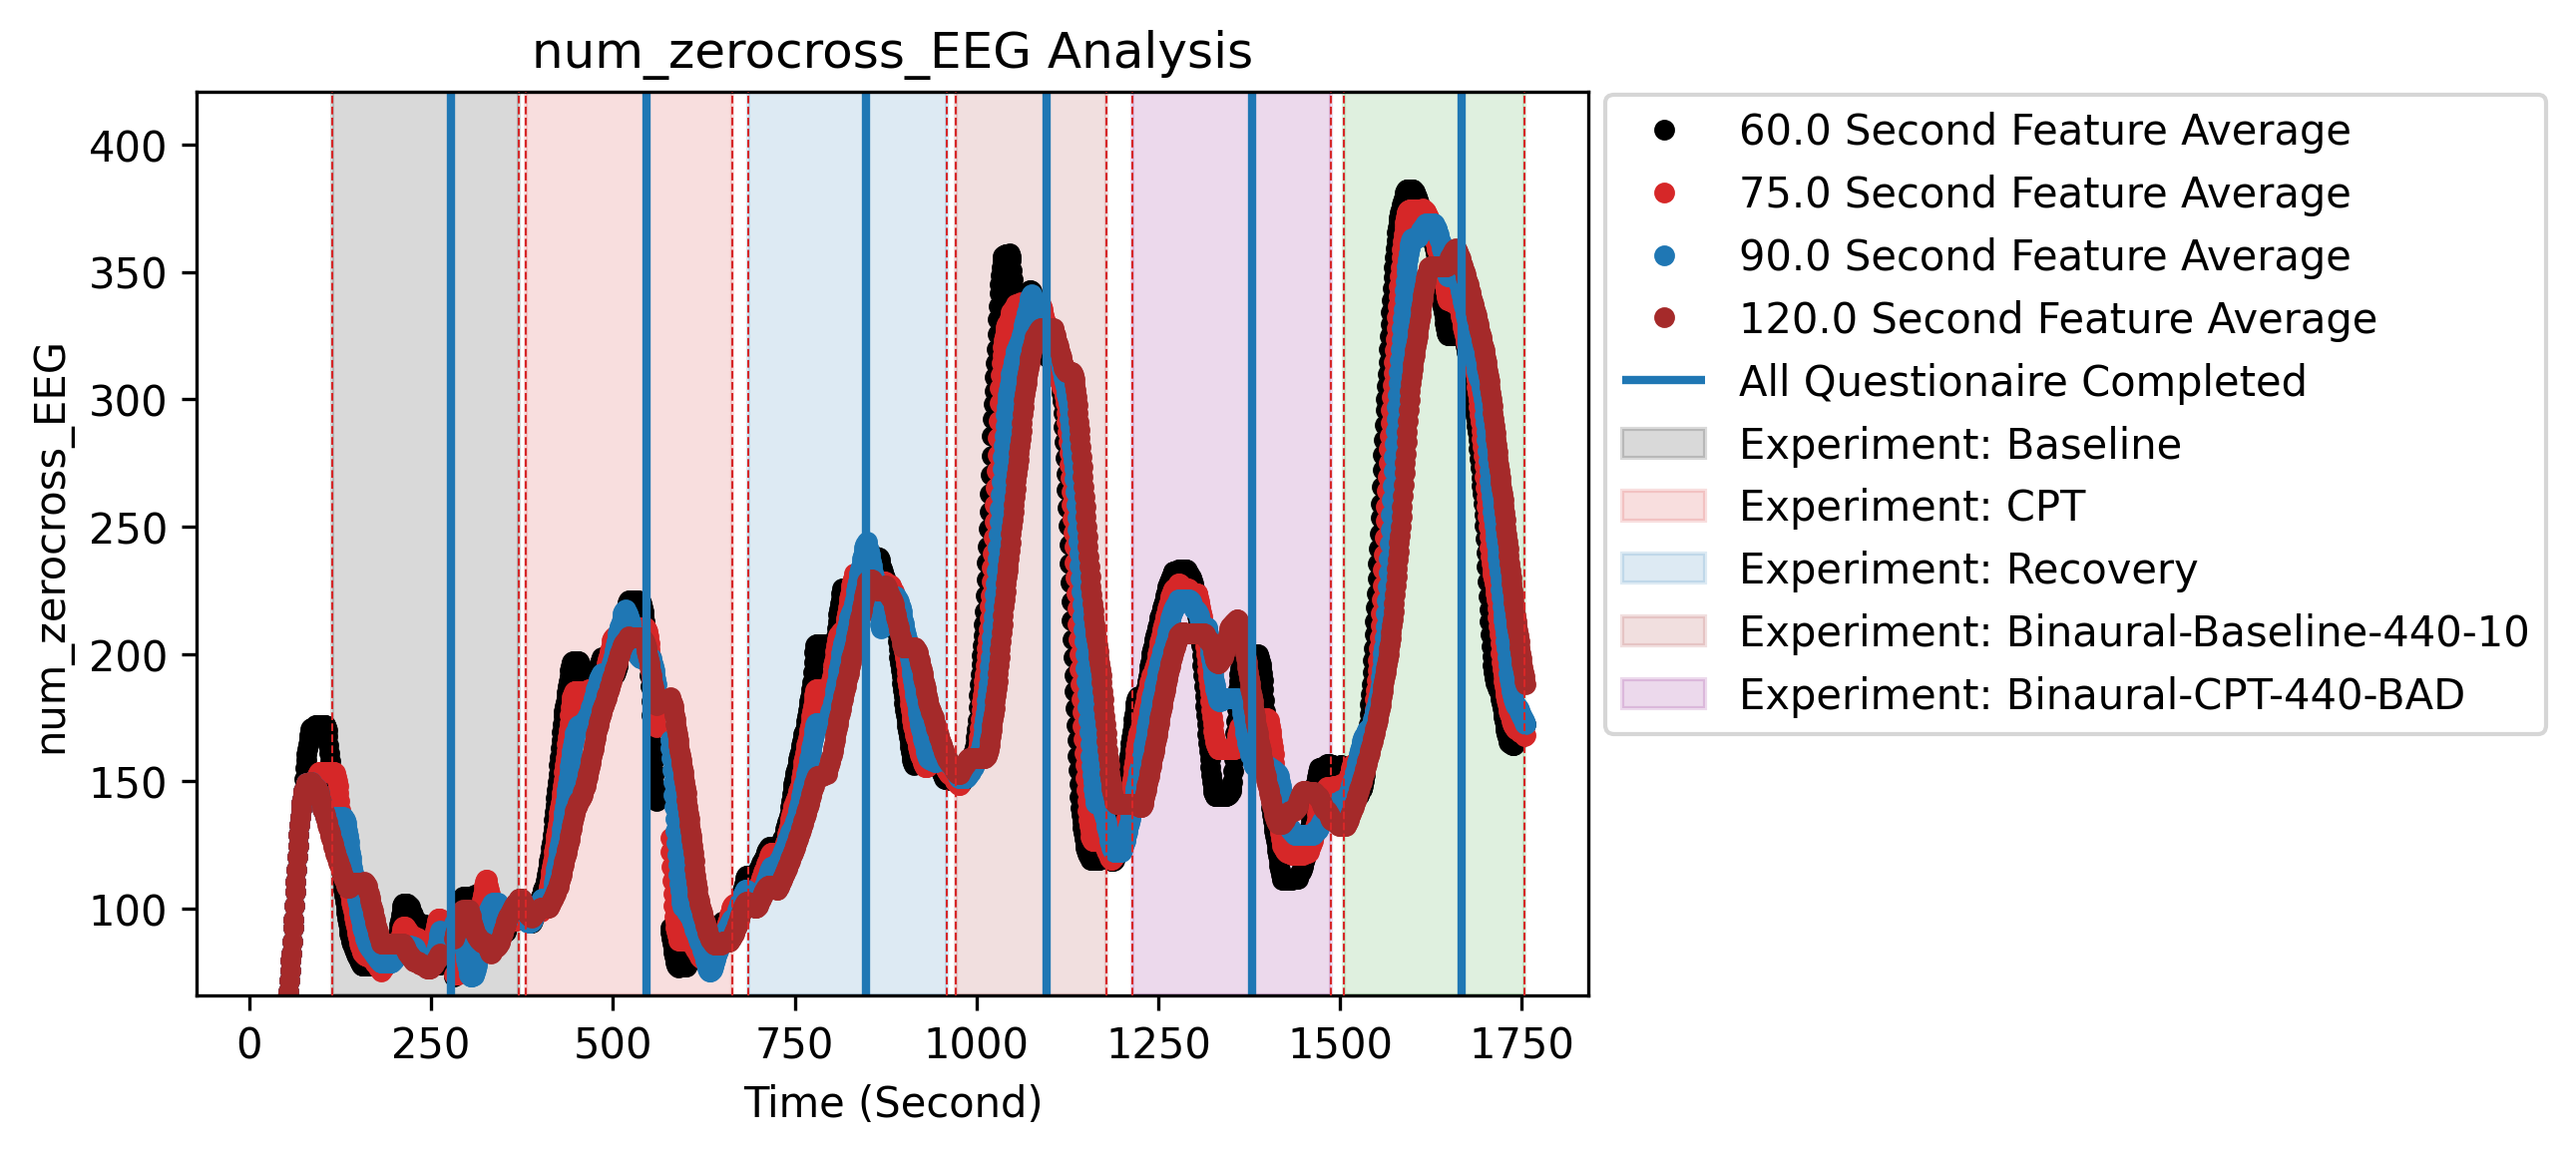 num_zerocross_EEG Analysis
num_zerocross_EEG
400
350
300
250
200
150
100
0
250
500
750
1000
1250
1500
1750
Time (Second)
60.0 Second Feature Average
75.0 Second Feature Average
90.0 Second Feature Average
120.0 Second Feature Average
All Questionaire Completed
Experiment: Baseline
Experiment: CPT
Experiment: Recovery
Experiment: Binaural-Baseline-440-10
Experiment: Binaural-CPT-440-BAD